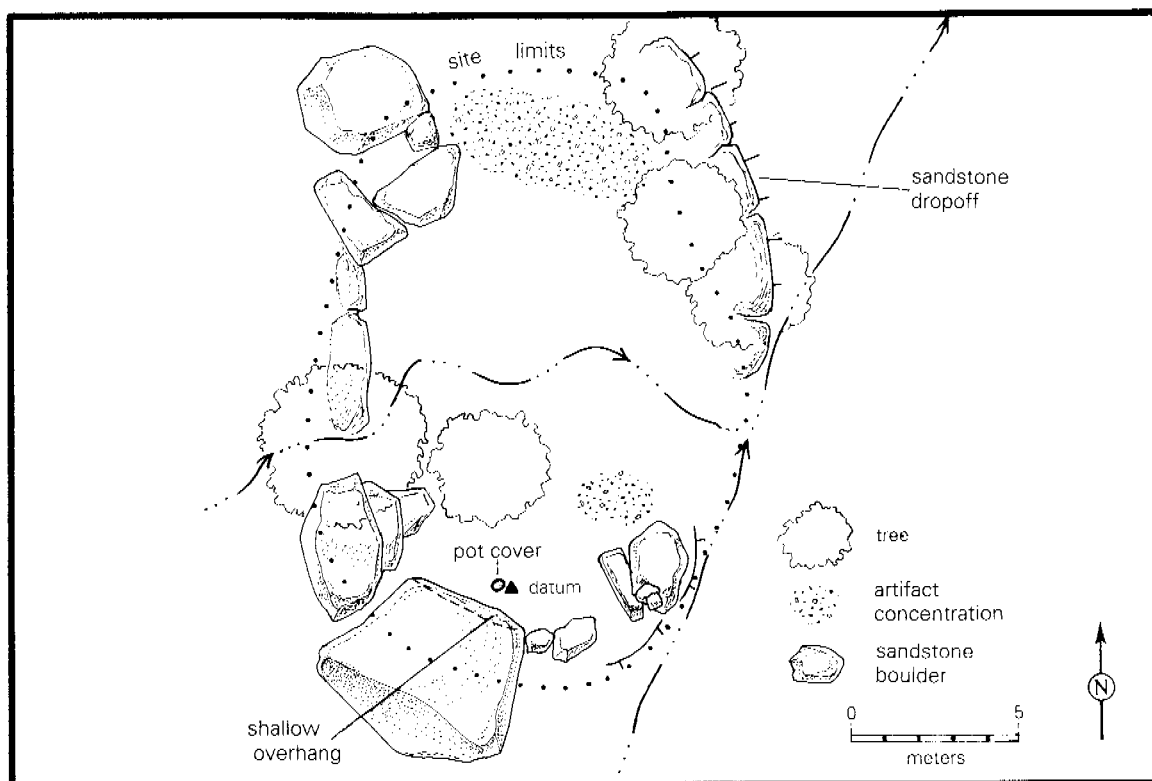 site limits
sandstone
dropoff
pot cover
datum
shallow
overhang
tree
artifact
concentration
sandstone
boulder
N
0 5
meters